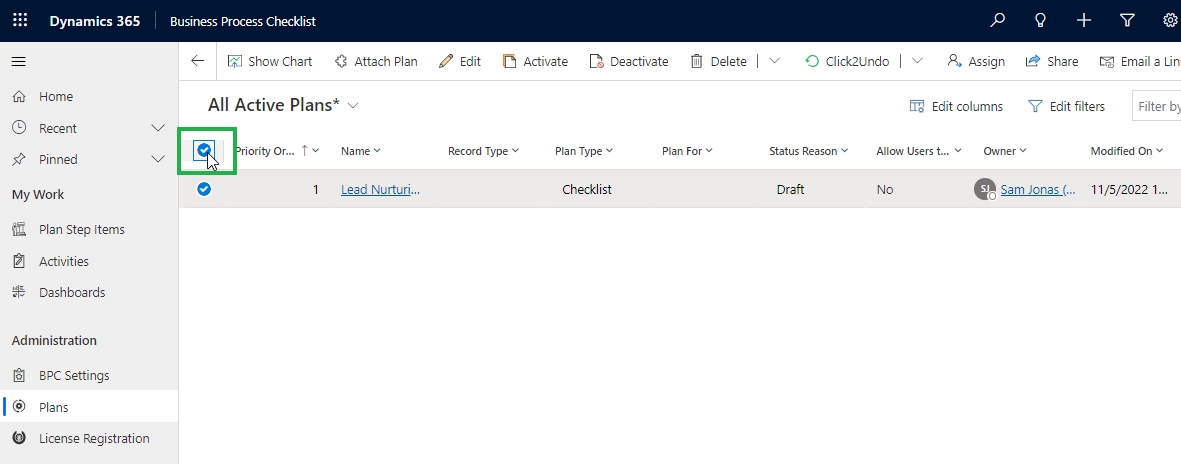 Dynamics 365 Business Process Checklist
Show Chart Attach Plan Edit Activate Deactivate Delete Click2Undo Assign Share Email a Lin
Home
Recent
Pinned
My Work
Plan Step Items
Activities
Dashboards
Administration
BPC Settings
Plans
License Registration
All Active Plans*
Edit columns Edit filters Filter by
Priority Or... Name Record Type Plan Type Plan For Status Reason Allow Users t... Owner Modified On
1 Lead Nurturi... Checklist Draft No SJ Sam Jonas (... 11/5/2022 1...